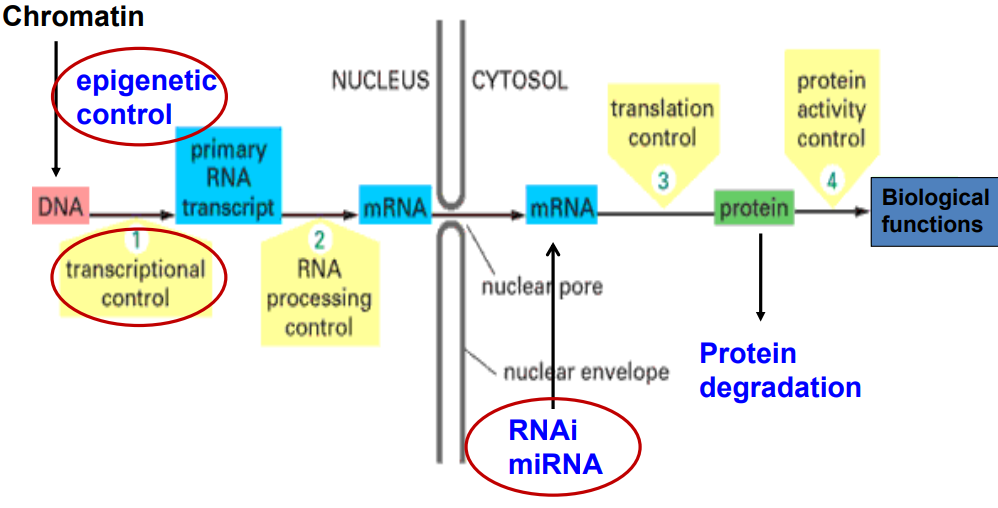 Chromatin
epigenetic
control
NUCLEUS
CYTOSOL
primary
RNA
transcript
DNA
mRNA
mRNA
translation
control
3
protein
activity
control
4
protein
Biological
functions
1
transcriptional
control
2
RNA
processing
control
nuclear pore
nuclear envelope
Protein
degradation
RNAi
miRNA